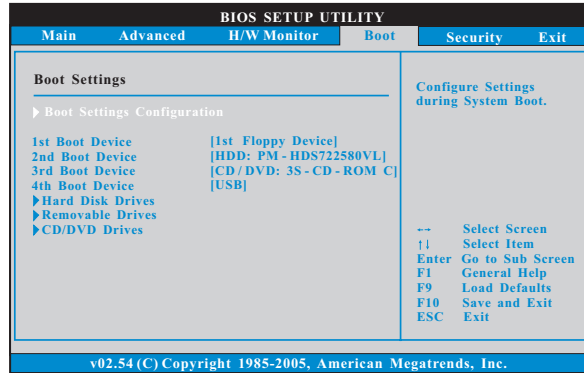 BIOS SETUP UTILITY
Main Advanced H/W Monitor Boot Security Exit
Boot Settings
Boot Settings Configuration
1st Boot Device [1st Floppy Device]
2nd Boot Device [HDD: PM - HDS722580VL]
3rd Boot Device [CD / DVD: 3S - CD - ROM C]
4th Boot Device [USB]
Hard Disk Drives
Removable Drives
CD/DVD Drives
Configure Settings
during System Boot.
←→ Select Screen
↑↓ Select Item
Enter Go to Sub Screen
F1 General Help
F9 Load Defaults
F10 Save and Exit
ESC Exit
v02.54 (C) Copyright 1985-2005, American Megatrends, Inc.